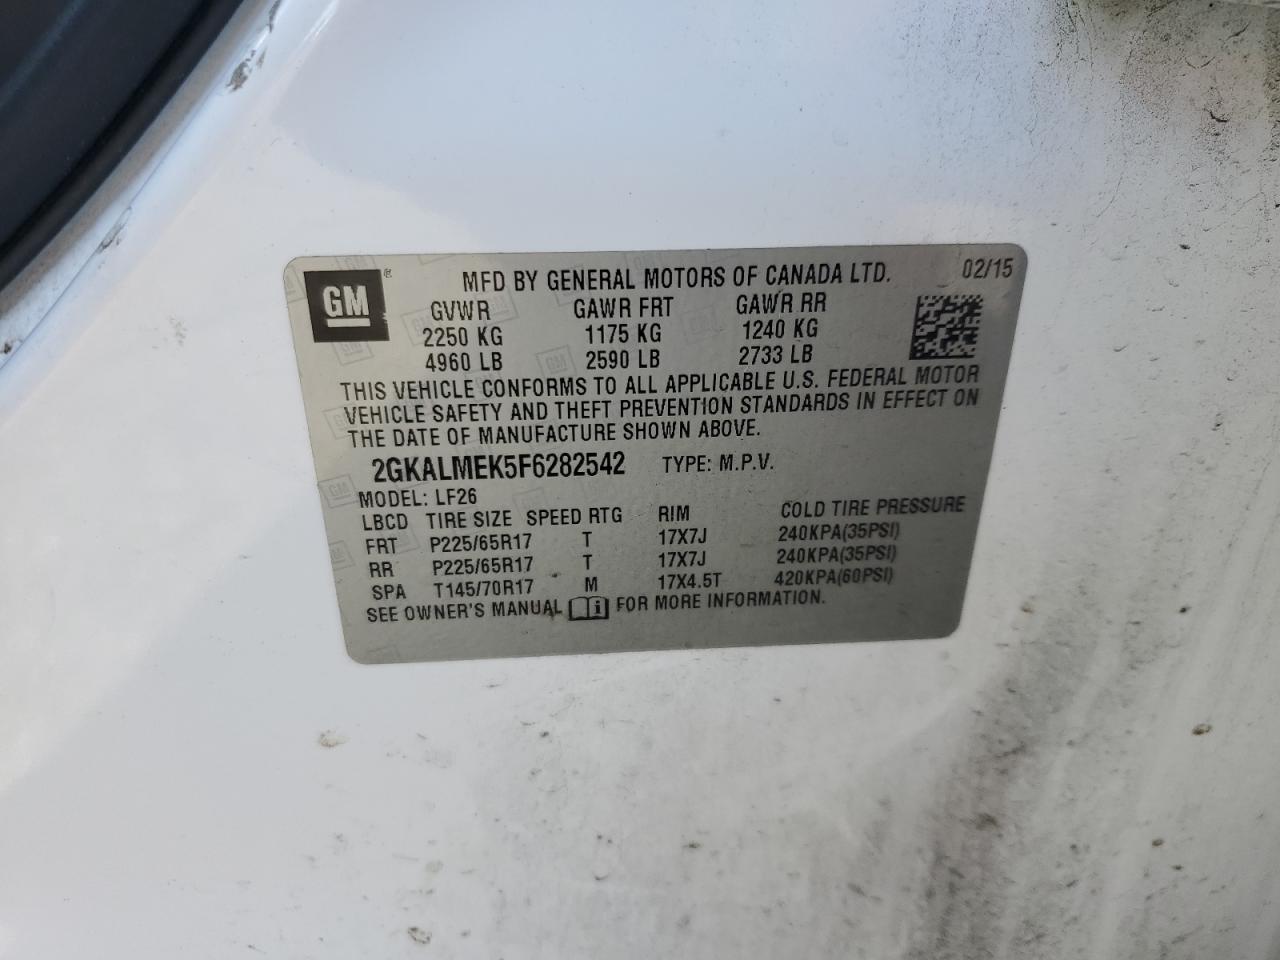 GM
MFD BY GENERAL MOTORS OF CANADA LTD. 02/15
GVWR GAWR FRT GAWR RR
2250 KG 1175 KG 1240 KG
4960 LB 2590 LB 2733 LB
THIS VEHICLE CONFORMS TO ALL APPLICABLE U.S. FEDERAL MOTOR
VEHICLE SAFETY AND THEFT PREVENTION STANDARDS IN EFFECT ON
THE DATE OF MANUFACTURE SHOWN ABOVE.
2GKALMEK5F6282542 TYPE: M.P.V.
MODEL: LF26
LBCD TIRE SIZE SPEED RTG RIM COLD TIRE PRESSURE
FRT P225/65R17 T 17X7J 240KPA(35PSI)
RR P225/65R17 T 17X7J 240KPA(35PSI)
SPA T145/70R17 M 17X4.5T 420KPA(60PSI)
SEE OWNER'S MANUAL i FOR MORE INFORMATION.